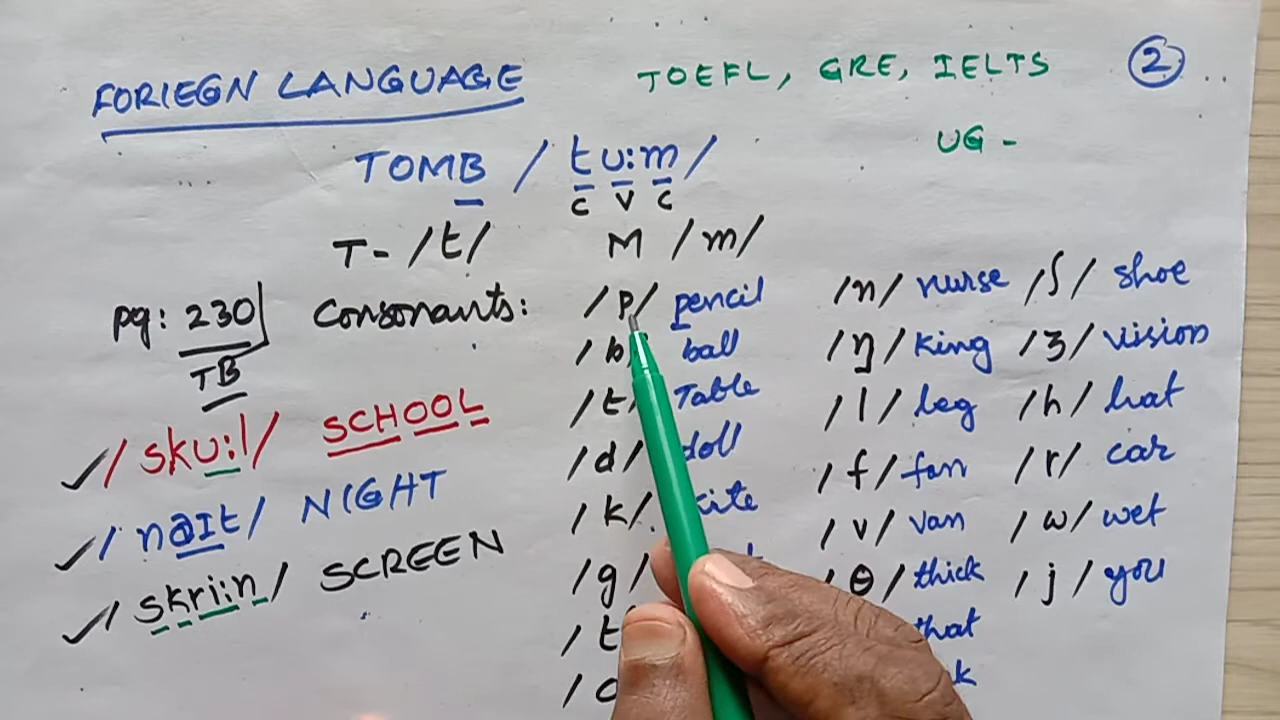 FORIEGN LANGUAGE TOEFL, GRE, IELTS 2
UG -
TOMB / tu:m/
C V C
T - /t/ M /m/
pg: 230 Consonants:
TB
/sku:l/ SCHOOL
/naIt/ NIGHT
/skri:n/ SCREEN
/p/ pencil
/b/ ball
/t/ Table
/d/ doll
/k/
/g/
/n/ nurse
/ŋ/ king
/l/ leg
/f/ fan
/v/ van
/θ/ thick
that
/ʃ/ shoe
/ʒ/ vision
/h/ hat
/r/ car
/w/ wet
/j/ you